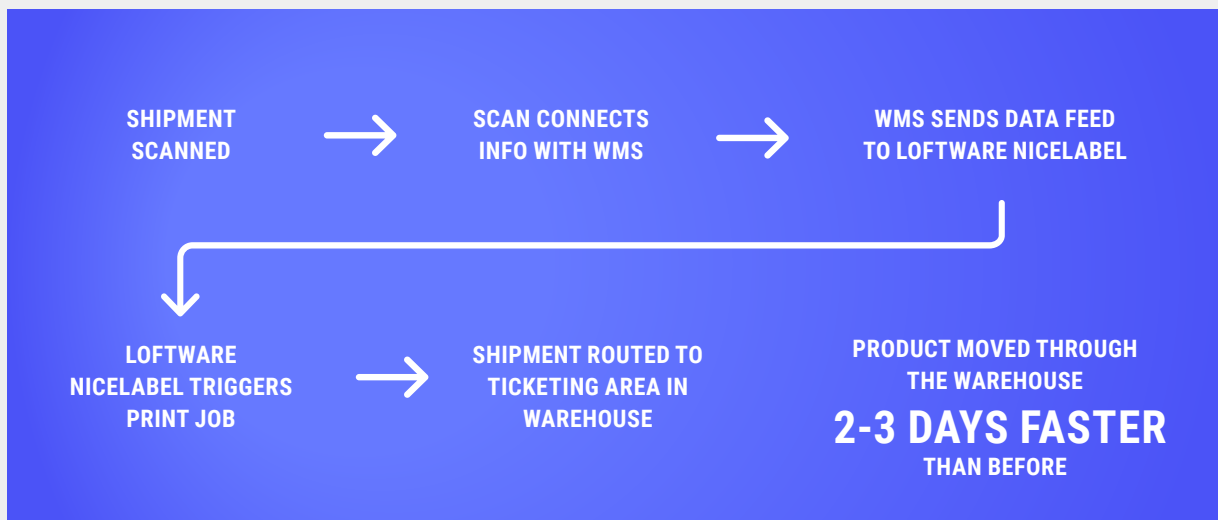 SHIPMENT
SCANNED
SCAN CONNECTS
INFO WITH WMS
WMS SENDS DATA FEED
TO LOFTWARE NICELABEL
LOFTWARE
NICELABEL TRIGGERS
PRINT JOB
SHIPMENT ROUTED TO
TICKETING AREA IN
WAREHOUSE
PRODUCT MOVED THROUGH
THE WAREHOUSE
2-3 DAYS FASTER
THAN BEFORE